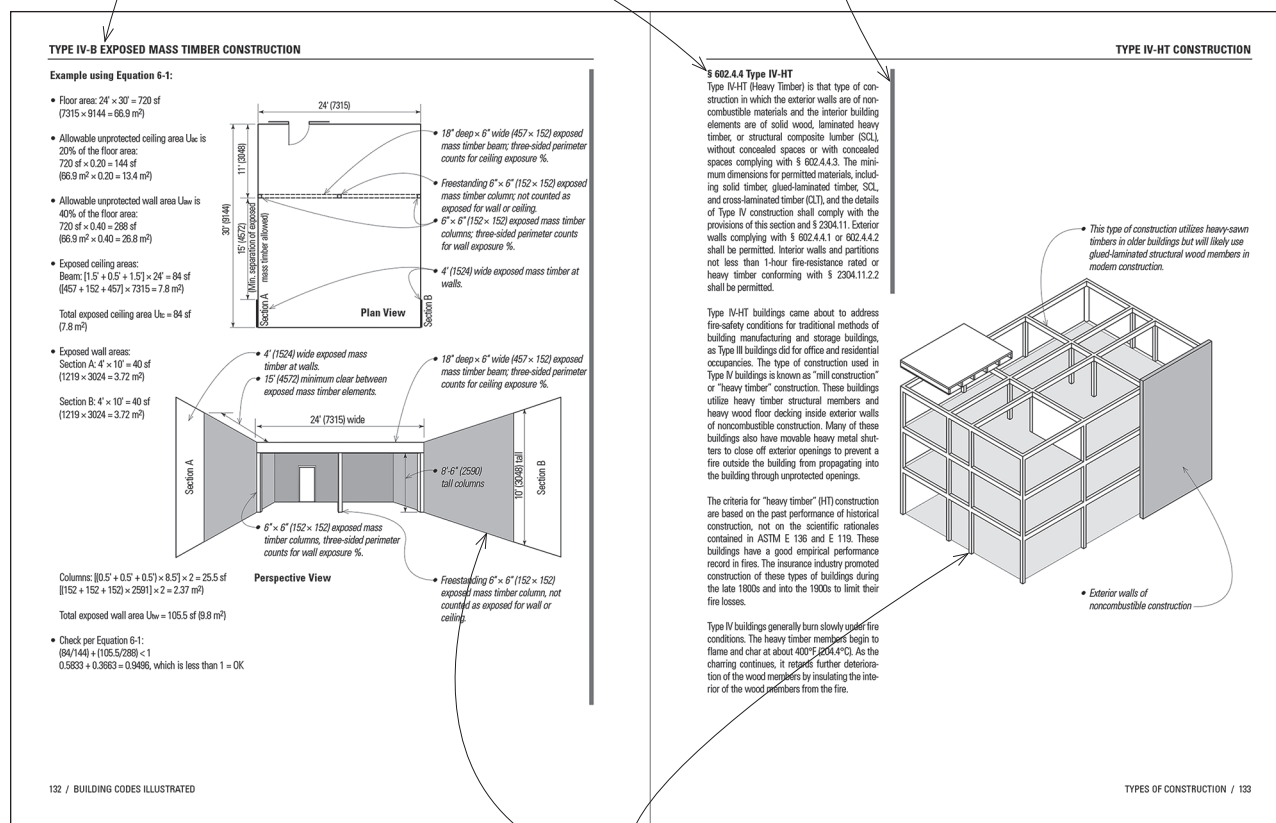 TYPE IV-B EXPOSED MASS TIMBER CONSTRUCTION
Example using Equation 6-1:
• Floor area: 24' × 30' = 720 sf
(7315 × 9144 = 66.9 m²)
• Allowable unprotected ceiling area Uac is
20% of the floor area:
720 sf × 0.20 = 144 sf
(66.9 m² × 0.20 = 13.4 m²)
• Allowable unprotected wall area Uaw is
40% of the floor area:
720 sf × 0.40 = 288 sf
(66.9 m² × 0.40 = 26.8 m²)
• Exposed ceiling areas:
Beam: [1.5' + 0.5' + 1.5'] × 24' = 84 sf
([457 + 152 + 457] × 7315 = 7.8 m²)
Total exposed ceiling area Utc = 84 sf
(7.8 m²)
• Exposed wall areas:
Section A: 4' × 10' = 40 sf
(1219 × 3024 = 3.72 m²)
Section B: 4' × 10' = 40 sf
(1219 × 3024 = 3.72 m²)
24' (7315)
11' (3048)
30' (9144)
15' (4572)
(Min. separation of exposed
mass timber allowed)
Section A
Section B
Plan View
• 18" deep × 6" wide (457 × 152) exposed
mass timber beam; three-sided perimeter
counts for ceiling exposure %.
• Freestanding 6" × 6" (152 × 152) exposed
mass timber column; not counted as
exposed for wall or ceiling.
• 6" × 6" (152 × 152) exposed mass timber
columns; three-sided perimeter counts
for wall exposure %.
• 4' (1524) wide exposed mass timber at
walls.
• 4' (1524) wide exposed mass
timber at walls.
• 15' (4572) minimum clear between
exposed mass timber elements.
• 18" deep × 6" wide (457 × 152) exposed
mass timber beam; three-sided perimeter
counts for ceiling exposure %.
24' (7315) wide
Section A
• 8'-6" (2590)
tall columns
10' (3048) tall
Section B
• 6" × 6" (152 × 152) exposed mass
timber columns, three-sided perimeter
counts for wall exposure %.
Perspective View
• Freestanding 6" × 6" (152 × 152)
exposed mass timber column, not
counted as exposed for wall or
ceiling.
Columns: [(0.5' + 0.5' + 0.5') × 8.5'] × 2 = 25.5 sf
[(152 + 152 + 152) × 2591] × 2 = 2.37 m²)
Total exposed wall area Utw = 105.5 sf (9.8 m²)
• Check per Equation 6-1:
(84/144) + (105.5/288) < 1
0.5833 + 0.3663 = 0.9496, which is less than 1 = OK
132 / BUILDING CODES ILLUSTRATED
TYPE IV-HT CONSTRUCTION
§ 602.4.4 Type IV-HT
Type IV-HT (Heavy Timber) is that type of con-
struction in which the exterior walls are of non-
combustible materials and the interior building
elements are of solid wood, laminated heavy
timber, or structural composite lumber (SCL),
without concealed spaces or with concealed
spaces complying with § 602.4.4.3. The mini-
mum dimensions for permitted materials, includ-
ing solid timber, glued-laminated timber, SCL,
and cross-laminated timber (CLT), and the details
of Type IV construction shall comply with the
provisions of this section and § 2304.11. Exterior
walls complying with § 602.4.4.1 or 602.4.4.2
shall be permitted. Interior walls and partitions
not less than 1-hour fire-resistance rated or
heavy timber conforming with § 2304.11.2.2
shall be permitted.
Type IV-HT buildings came about to address
fire-safety conditions for traditional methods of
building manufacturing and storage buildings,
as Type III buildings did for office and residential
occupancies. The type of construction used in
Type IV buildings is known as "mill construction"
or "heavy timber" construction. These buildings
utilize heavy timber structural members and
heavy wood floor decking inside exterior walls
of noncombustible construction. Many of these
buildings also have movable heavy metal shut-
ters to close off exterior openings to prevent a
fire outside the building from propagating into
the building through unprotected openings.
The criteria for "heavy timber" (HT) construction
are based on the past performance of historical
construction, not on the scientific rationales
contained in ASTM E 136 and E 119. These
buildings have a good empirical performance
record in fires. The insurance industry promoted
construction of these types of buildings during
the late 1800s and into the 1900s to limit their
fire losses.
Type IV buildings generally burn slowly under fire
conditions. The heavy timber members begin to
flame and char at about 400°F (204.4°C). As the
charring continues, it retards further deteriora-
tion of the wood members by insulating the inte-
rior of the wood members from the fire.
• This type of construction utilizes heavy-sawn
timbers in older buildings but will likely use
glued-laminated structural wood members in
modern construction.
• Exterior walls of
noncombustible construction
TYPES OF CONSTRUCTION / 133